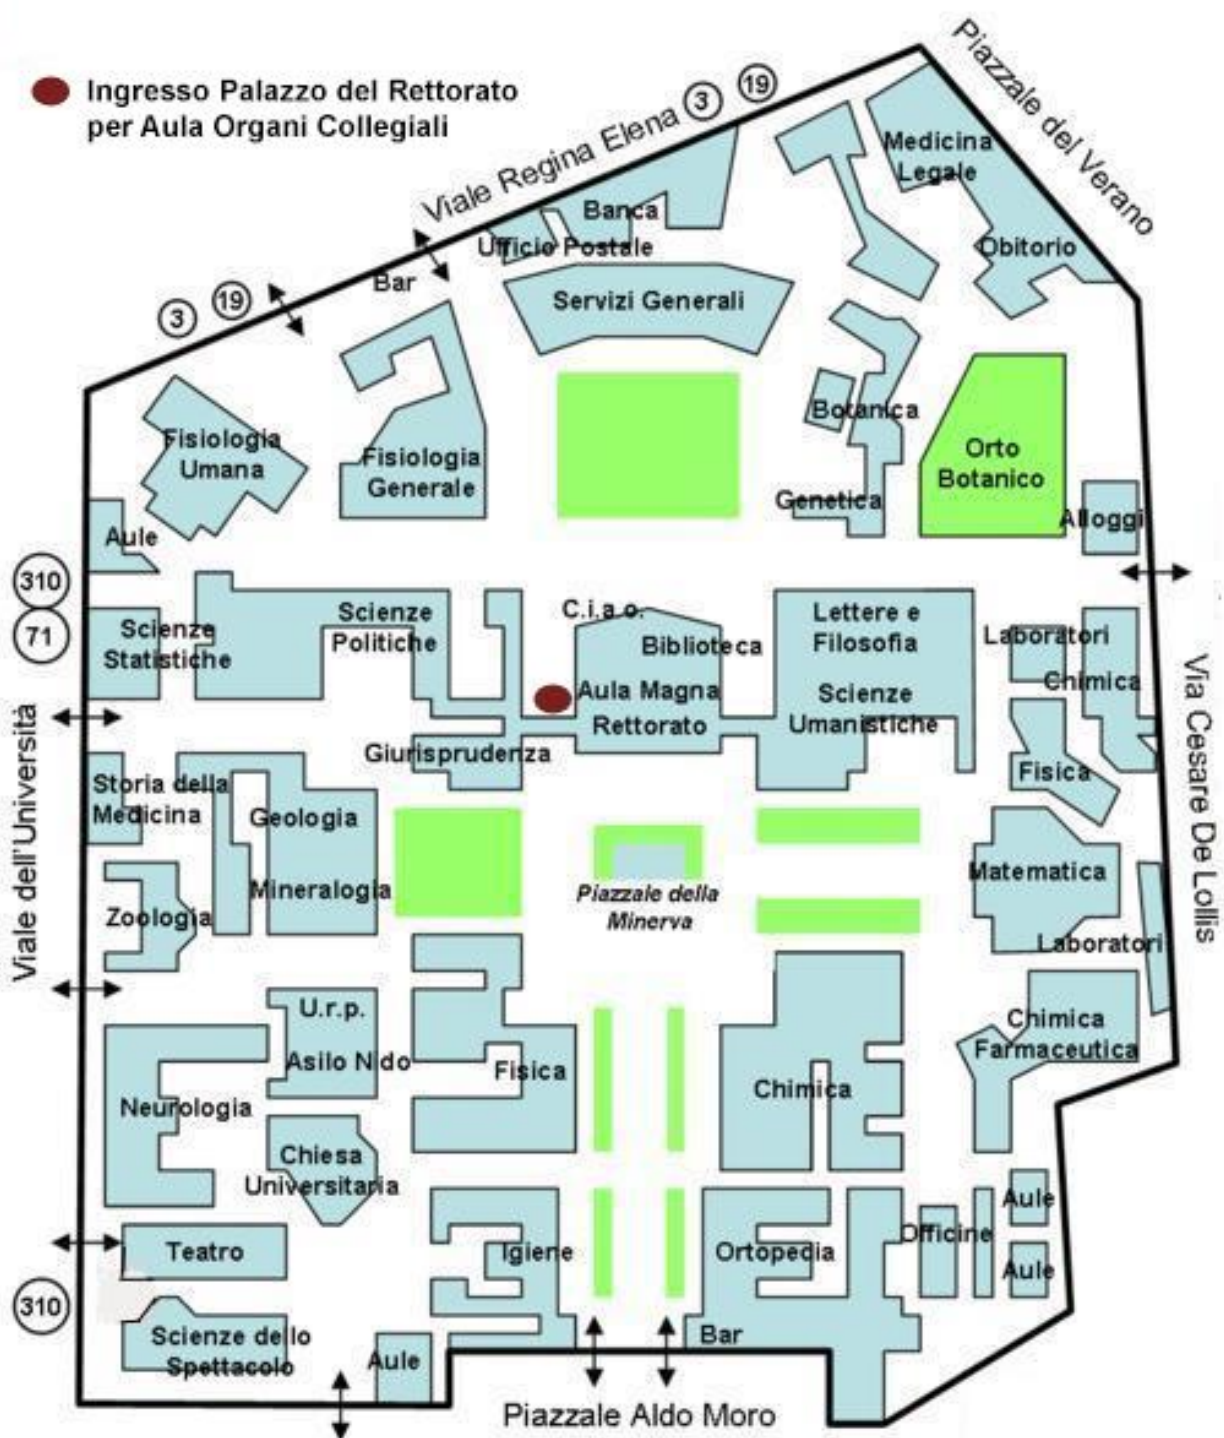 Ingresso Palazzo del Rettorato
per Aula Organi Collegiali
3
19
Viale Regina Elena
Piazzale del Verano
Medicina
Legale
Banca
Ufficio Postale
Obitorio
Bar
3
19
Servizi Generali
Botanica
Fisiologia
Umana
Fisiologia
Generale
Orto
Botanico
Genetica
Alloggi
Aule
310
71
Scienze
Statistiche
Scienze
Politiche
C.i.a.o.
Biblioteca
Lettere e
Filosofia
Laboratori
Chimica
Aula Magna
Rettorato
Scienze
Umanistiche
Giurisprudenza
Fisica
Viale dell'Università
Via Cesare De Lollis
Storia della
Medicina
Geologia
Mineralogia
Zoologia
Piazzale della
Minerva
Matematica
Laboratori
U.r.p.
Asilo Nido
Fisica
Chimica
Chimica
Farmaceutica
Neurologia
Chiesa
Universitaria
Teatro
Igiene
Ortopedia
Officine
Aule
Aule
310
Scienze dello
Spettacolo
Aule
Bar
Piazzale Aldo Moro